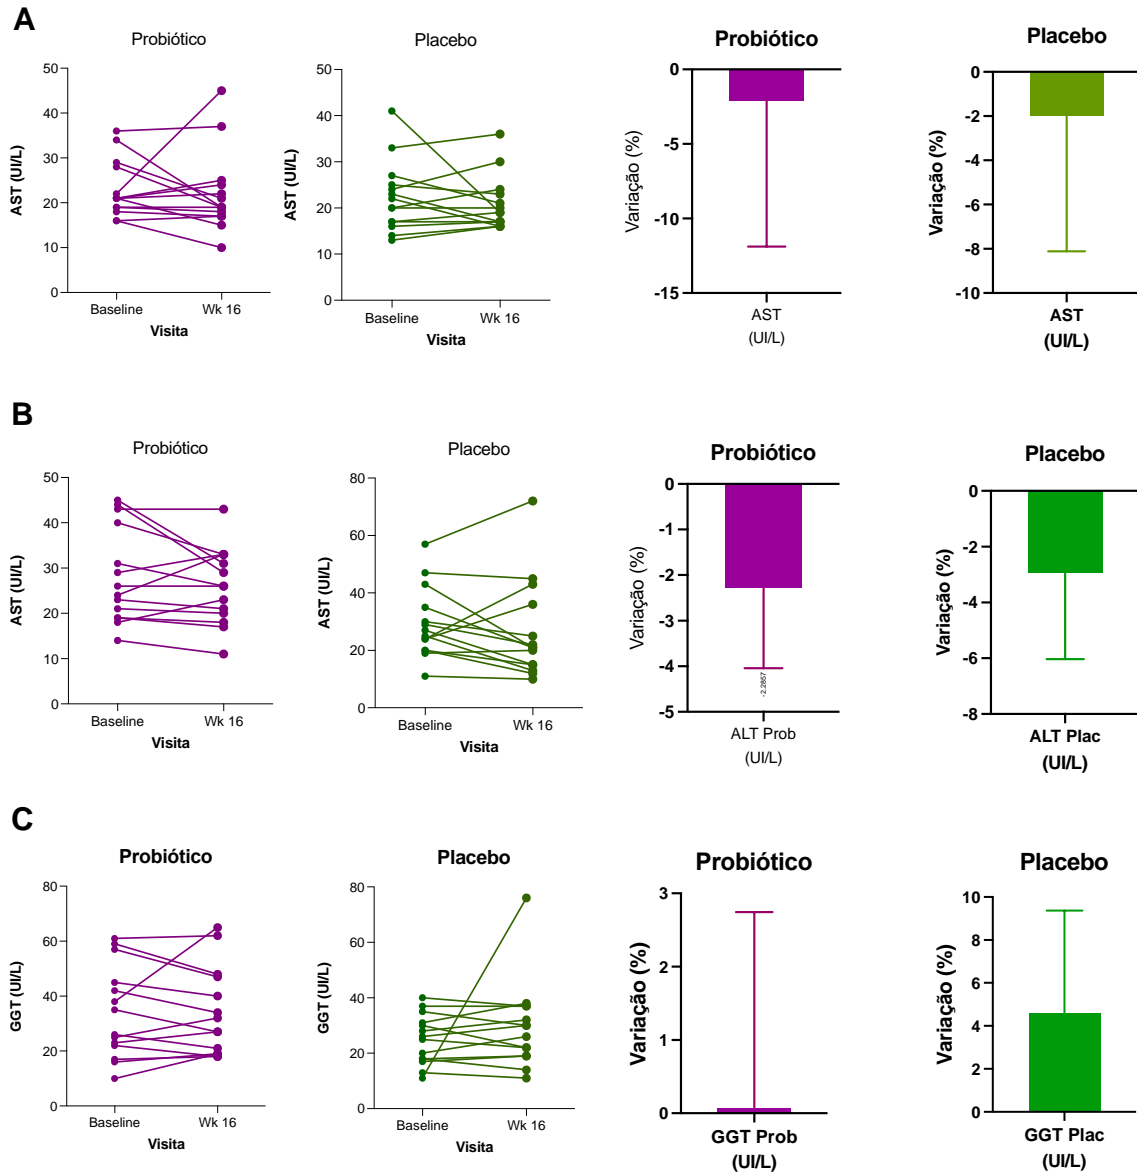 A
Probiótico
AST (UI/L)
50
40
30
20
10
0
Baseline
Wk 16
Visita
Placebo
AST (UI/L)
50
40
30
20
10
0
Baseline
Wk 16
Visita
Probiótico
Variação (%)
0
-5
-10
-15
AST
(UI/L)
Placebo
Variação (%)
0
-2
-4
-6
-8
-10
AST
(UI/L)
B
Probiótico
AST (UI/L)
50
40
30
20
10
0
Baseline
Wk 16
Visita
Placebo
AST (UI/L)
80
60
40
20
0
Baseline
Wk 16
Visita
Probiótico
Variação (%)
0
-1
-2
-3
-4
-5
-2.2857
ALT Prob
(UI/L)
Placebo
Variação (%)
0
-2
-4
-6
-8
ALT Plac
(UI/L)
C
Probiótico
GGT (UI/L)
80
60
40
20
0
Baseline
Wk 16
Visita
Placebo
GGT (UI/L)
80
60
40
20
0
Baseline
Wk 16
Visita
Probiótico
Variação (%)
3
2
1
0
GGT Prob
(UI/L)
Placebo
Variação (%)
10
8
6
4
2
0
GGT Plac
(UI/L)